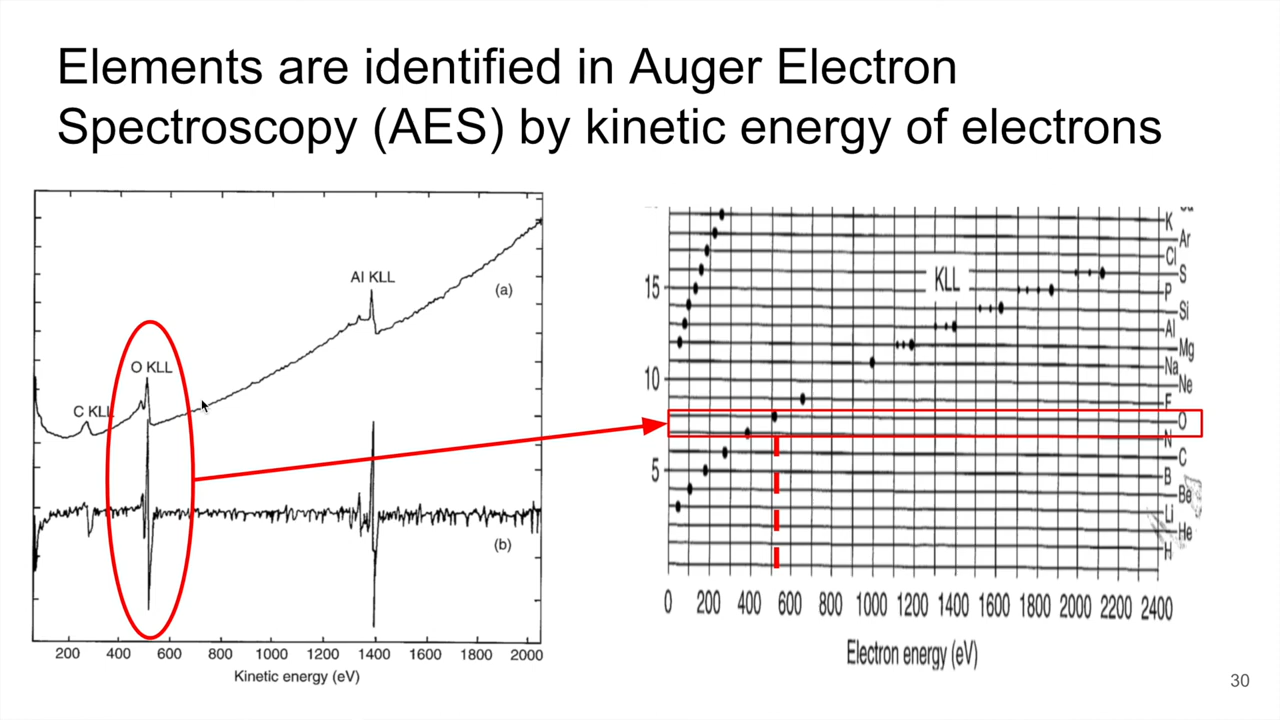 Elements are identified in Auger Electron
Spectroscopy (AES) by kinetic energy of electrons
Al KLL
(a)
O KLL
C KLL
(b)
200 400 600 800 1000 1200 1400 1600 1800 2000
Kinetic energy (eV)
KLL
15
10
5
K
Ar
Cl
S
P
Si
Al
Mg
Na
Ne
F
O
N
C
B
Be
Li
He
H
0 200 400 600 800 1000 1200 1400 1600 1800 2000 2200 2400
Electron energy (eV)
30